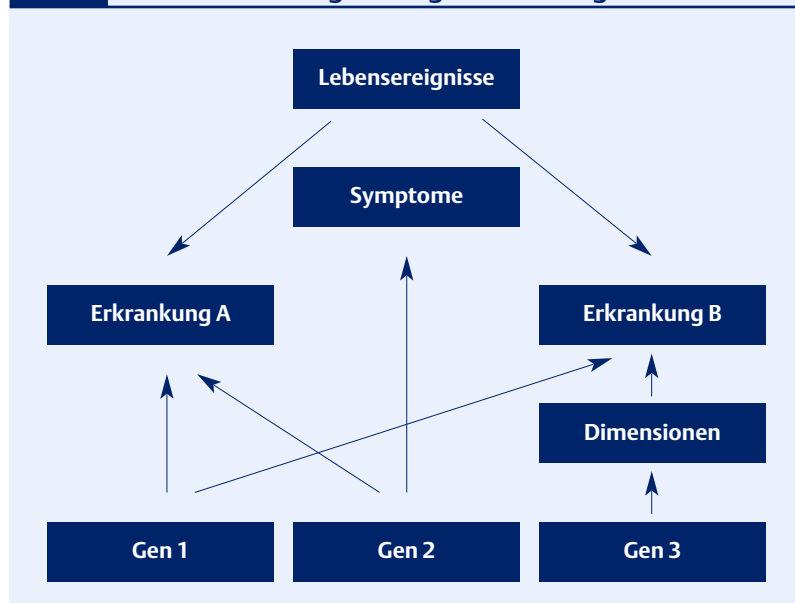 Lebensereignisse
Symptome
Erkrankung A
Erkrankung B
Dimensionen
Gen 1
Gen 2
Gen 3